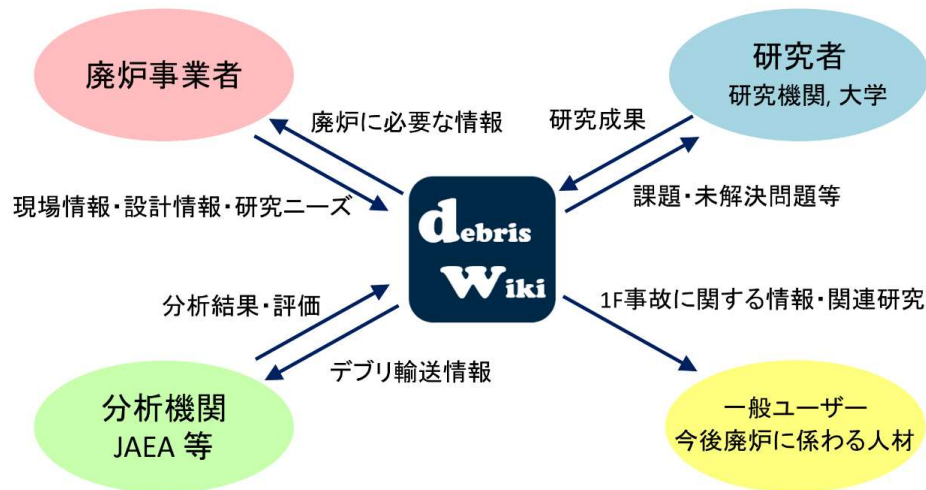 廃炉事業者
研究者
研究機関, 大学
廃炉に必要な情報
研究成果
現場情報・設計情報・研究ニーズ
課題・未解決問題等
debris
Wiki
分析結果・評価
1F事故に関する情報・関連研究
デブリ輸送情報
分析機関
JAEA 等
一般ユーザー
今後廃炉に係わる人材